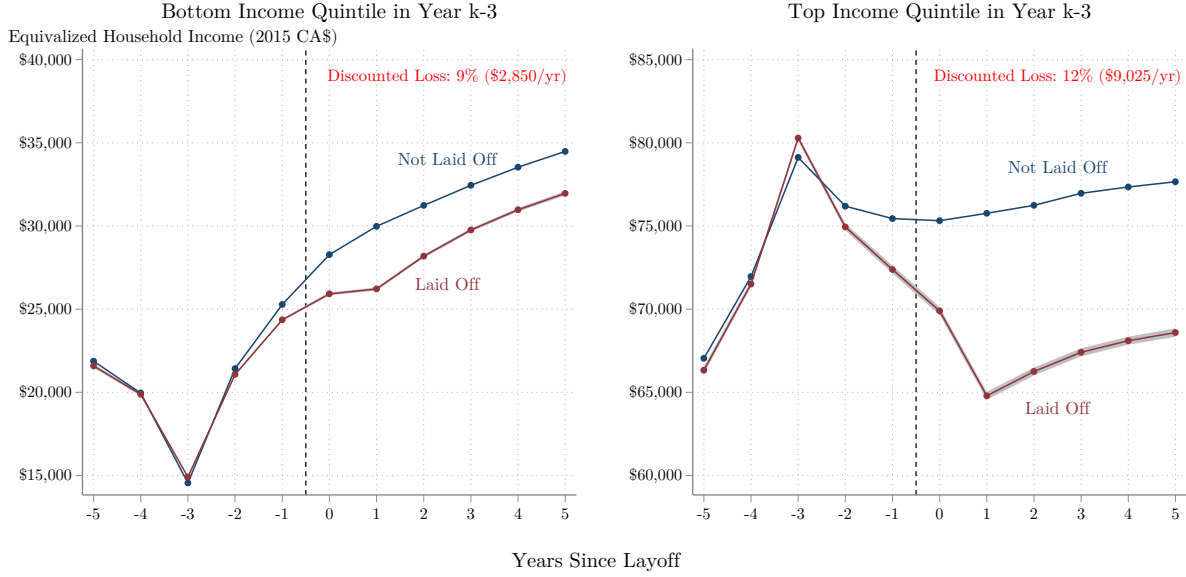 Bottom Income Quintile in Year k-3
Equivalized Household Income (2015 CA$)
$40,000
$35,000
$30,000
$25,000
$20,000
$15,000
Discounted Loss: 9% ($2,850/yr)
Not Laid Off
Laid Off
-5 -4 -3 -2 -1 0 1 2 3 4 5
Top Income Quintile in Year k-3
$85,000
$80,000
$75,000
$70,000
$65,000
$60,000
Discounted Loss: 12% ($9,025/yr)
Not Laid Off
Laid Off
-5 -4 -3 -2 -1 0 1 2 3 4 5
Years Since Layoff